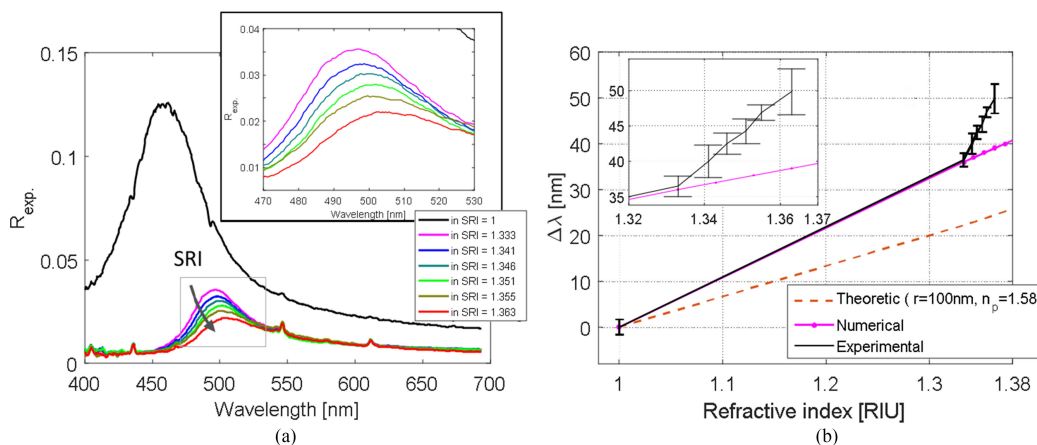 0.15
0.1
0.05
0
R_exp.
400
450
500
550
600
650
700
Wavelength [nm]
SRI
0.04
0.03
0.02
0.01
R_exp.
470
480
490
500
510
520
530
Wavelength [nm]
in SRI = 1
in SRI = 1.333
in SRI = 1.341
in SRI = 1.346
in SRI = 1.351
in SRI = 1.355
in SRI = 1.363
(a)
60
50
40
30
20
10
0
Δλ [nm]
1
1.1
1.2
1.3
1.38
Refractive index [RIU]
50
45
40
35
1.32
1.34
1.36
1.37
Theoretic ( r=100nm, n_p=1.58
Numerical
Experimental
(b)